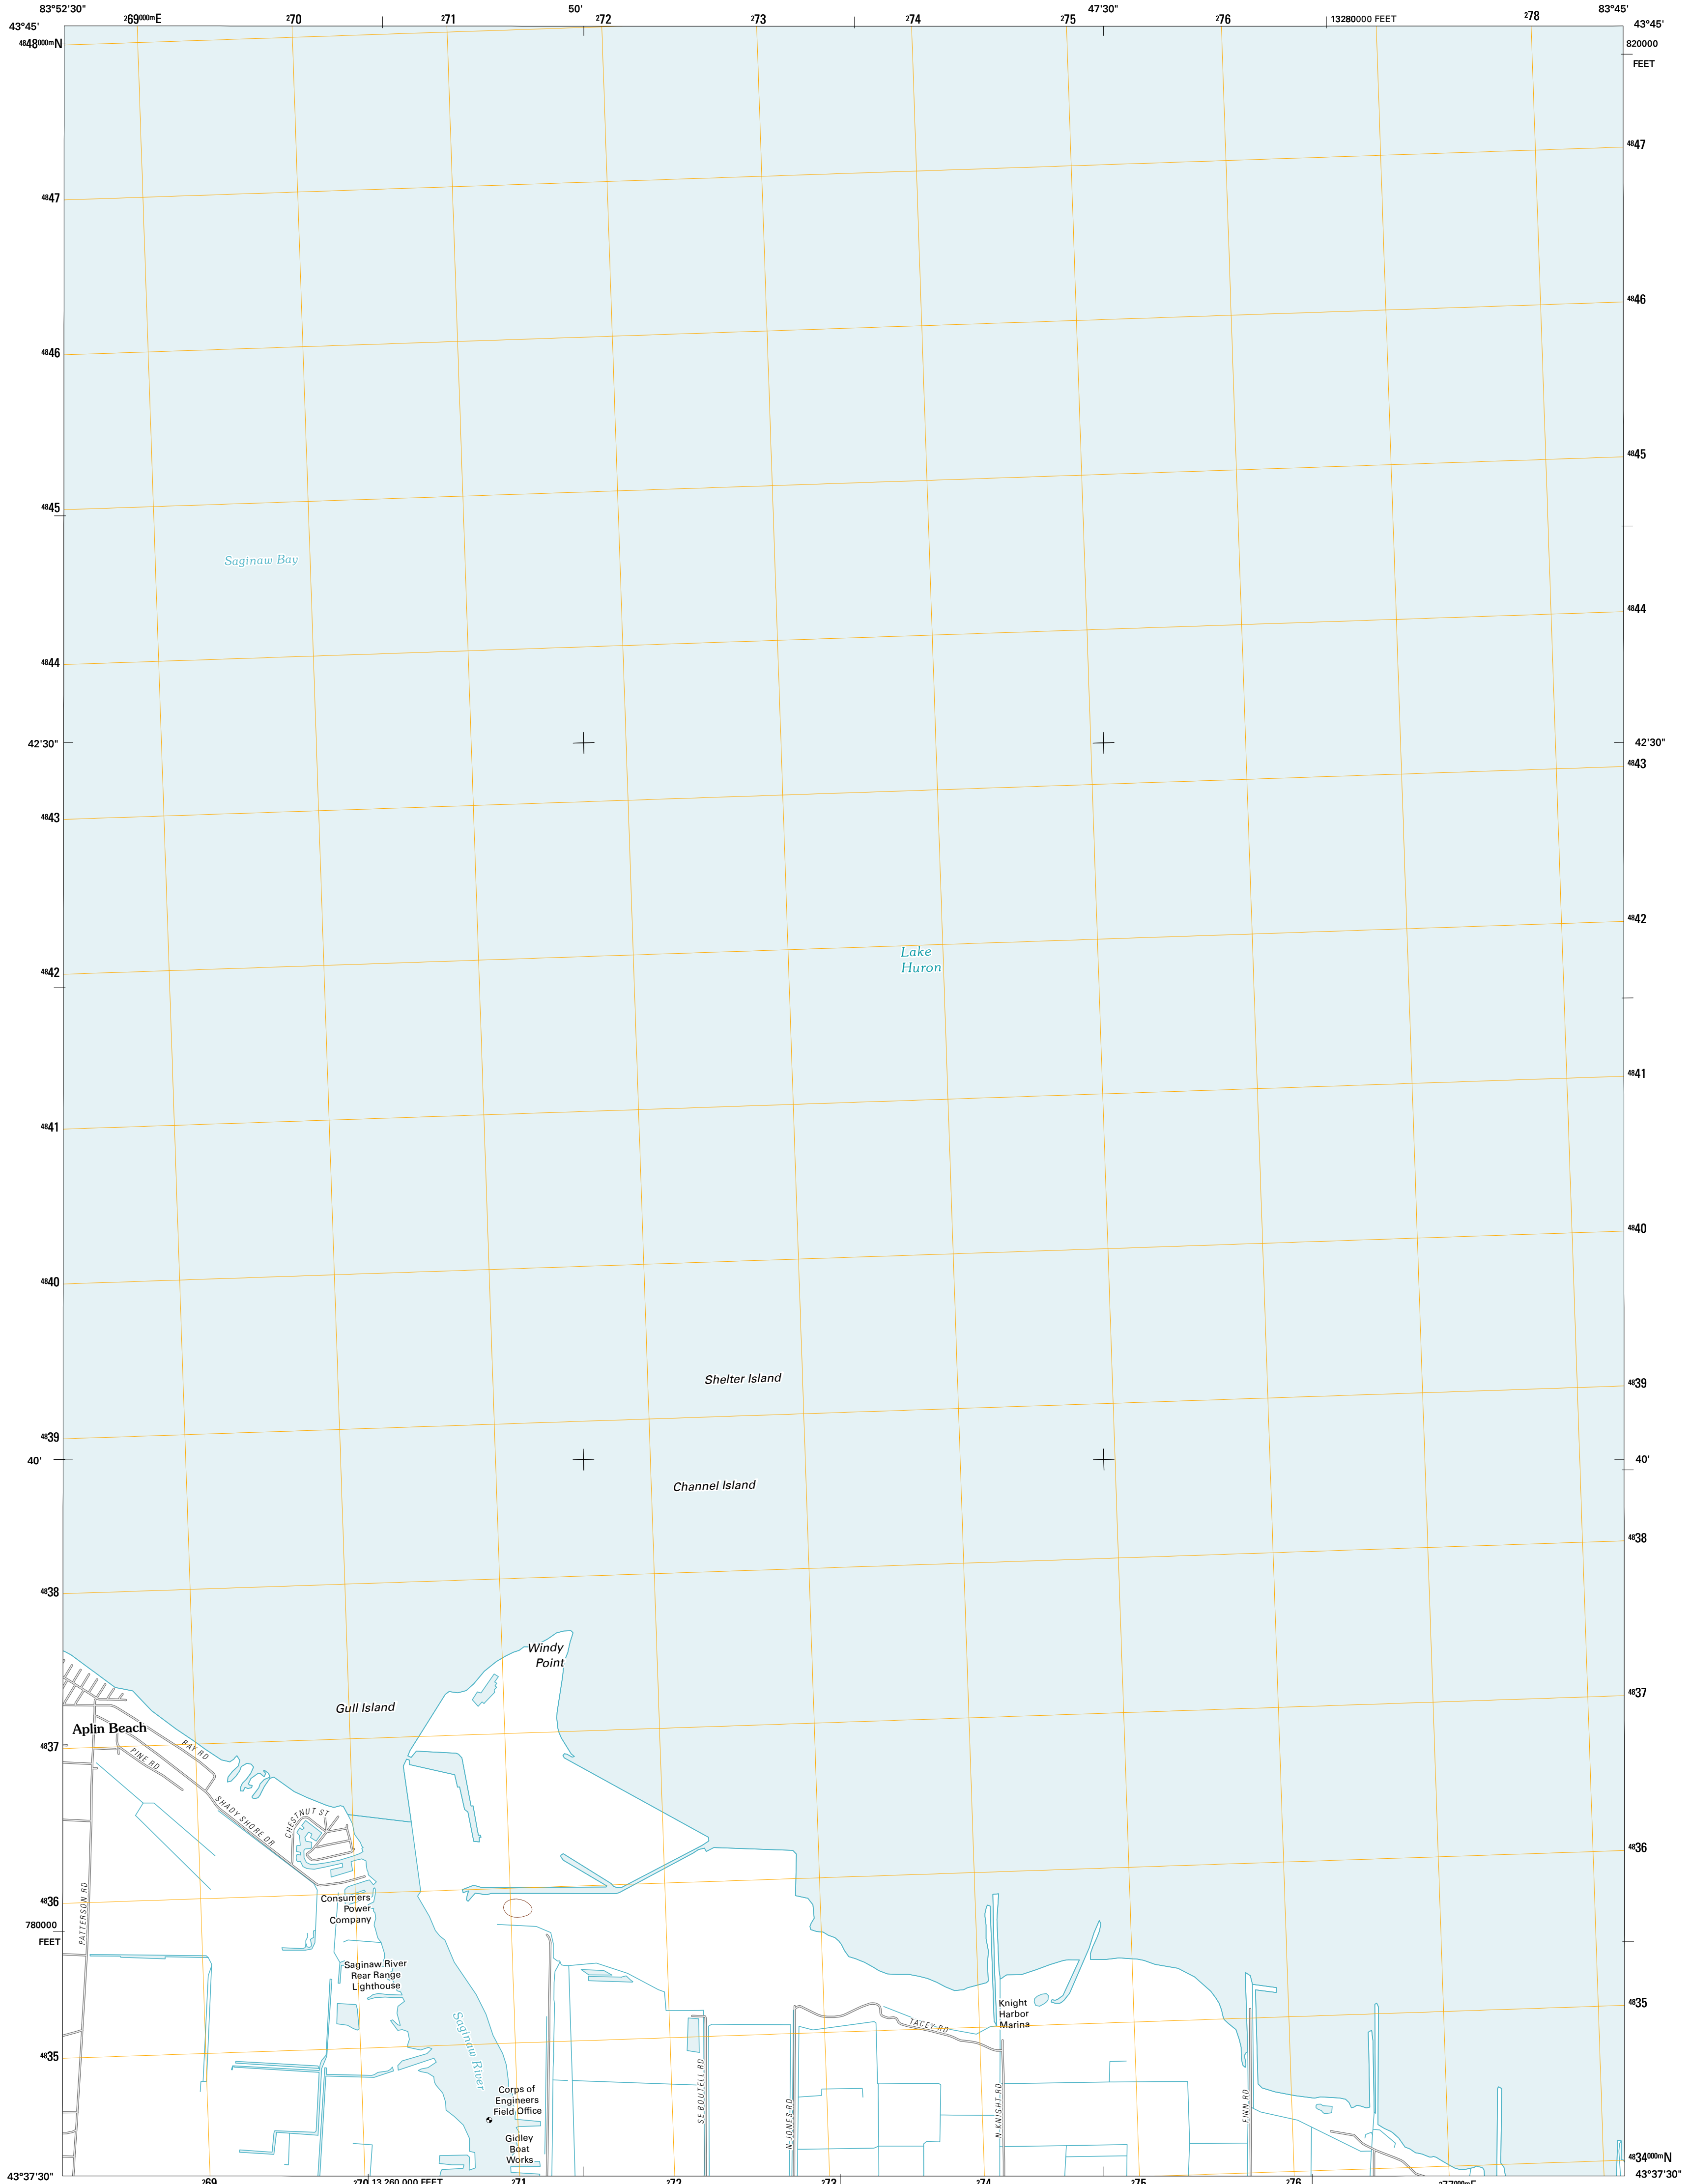 83°52'30"
269000mE
270
271
50'
272
273
274
275
47'30"
276
13280000 FEET
278
83°45'
43°45'
43°45'
4848000mN
820000
FEET
4847
4847
4846
4846
4845
4845
Saginaw Bay
4844
4844
42'30"
42'30"
4843
4843
4842
4842
Lake
Huron
4841
4841
4840
4840
Shelter Island
4839
4839
40'
40'
Channel Island
4838
4838
Windy
Point
4837
Gull Island
Aplin Beach
4837
BAY RD
PINE RD
SHADY SHORE DR
CHESTNUT ST
4836
PATTERSON RD
4836
Consumers
Power
Company
780000
FEET
Saginaw River
Rear Range
Lighthouse
Knight
Harbor
Marina
4835
TACEY RD
Saginaw River
4835
SE BOUTELL RD
N JONES RD
N KNIGHT RD
FINN RD
Corps of
Engineers
Field Office
Gidley
Boat
Works
4834000mN
43°37'30"
43°37'30"
269
270
13 260 000 FEET
271
272
273
274
275
276
277000mE